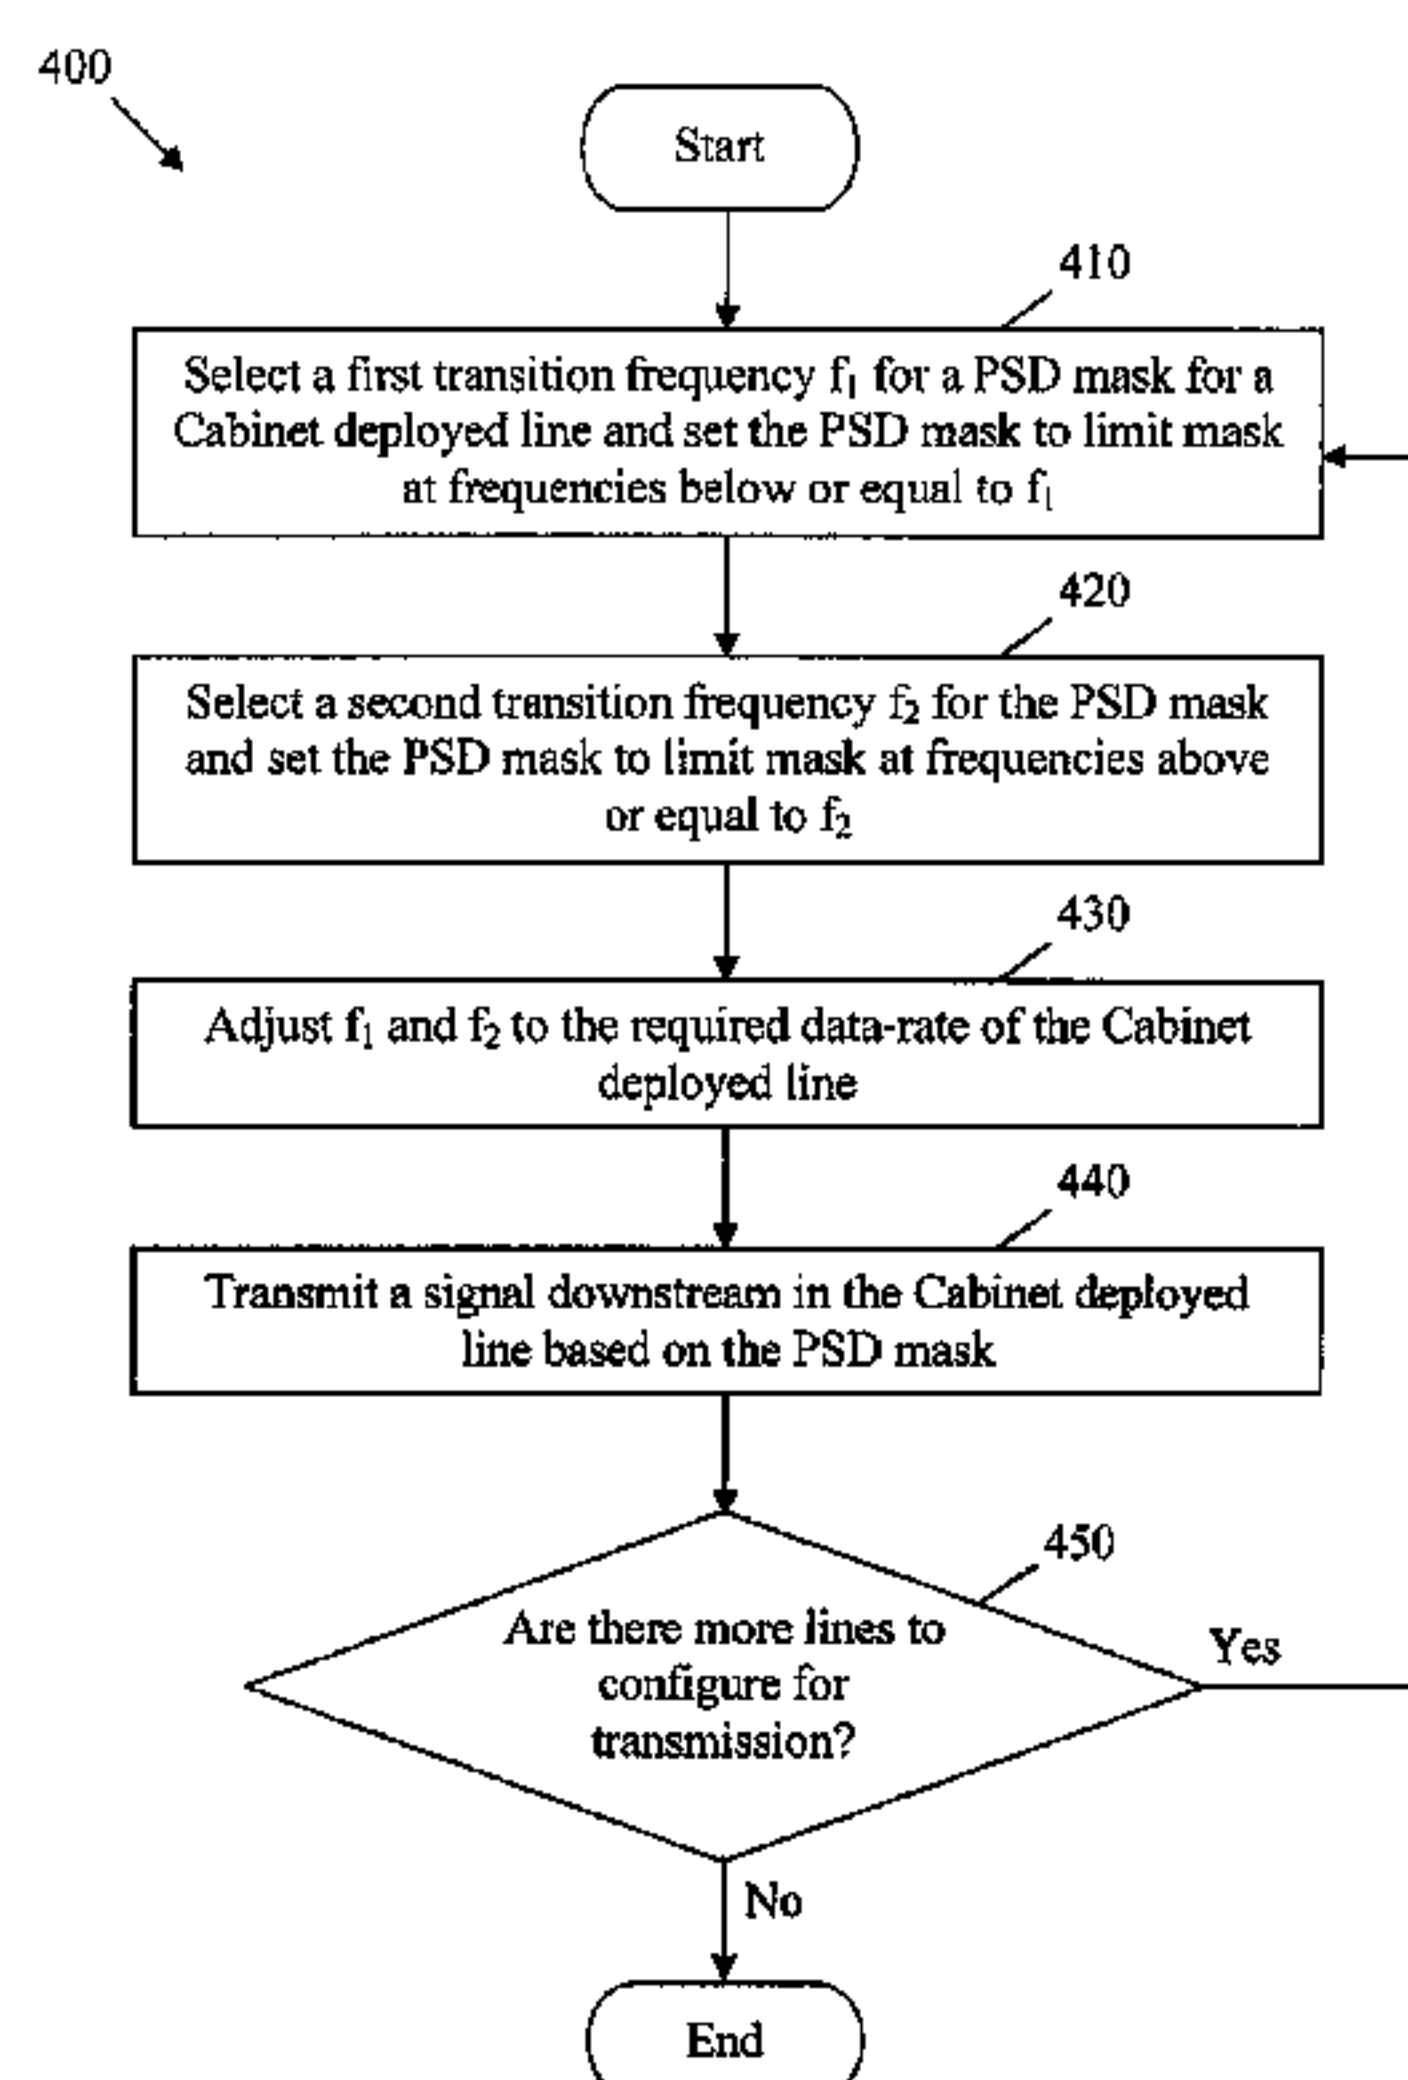 400
Start
410
Select a first transition frequency f₁ for a PSD mask for a
Cabinet deployed line and set the PSD mask to limit mask
at frequencies below or equal to f₁
420
Select a second transition frequency f₂ for the PSD mask
and set the PSD mask to limit mask at frequencies above
or equal to f₂
430
Adjust f₁ and f₂ to the required data-rate of the Cabinet
deployed line
440
Transmit a signal downstream in the Cabinet deployed
line based on the PSD mask
450
Are there more lines to
configure for
transmission?
Yes
No
End